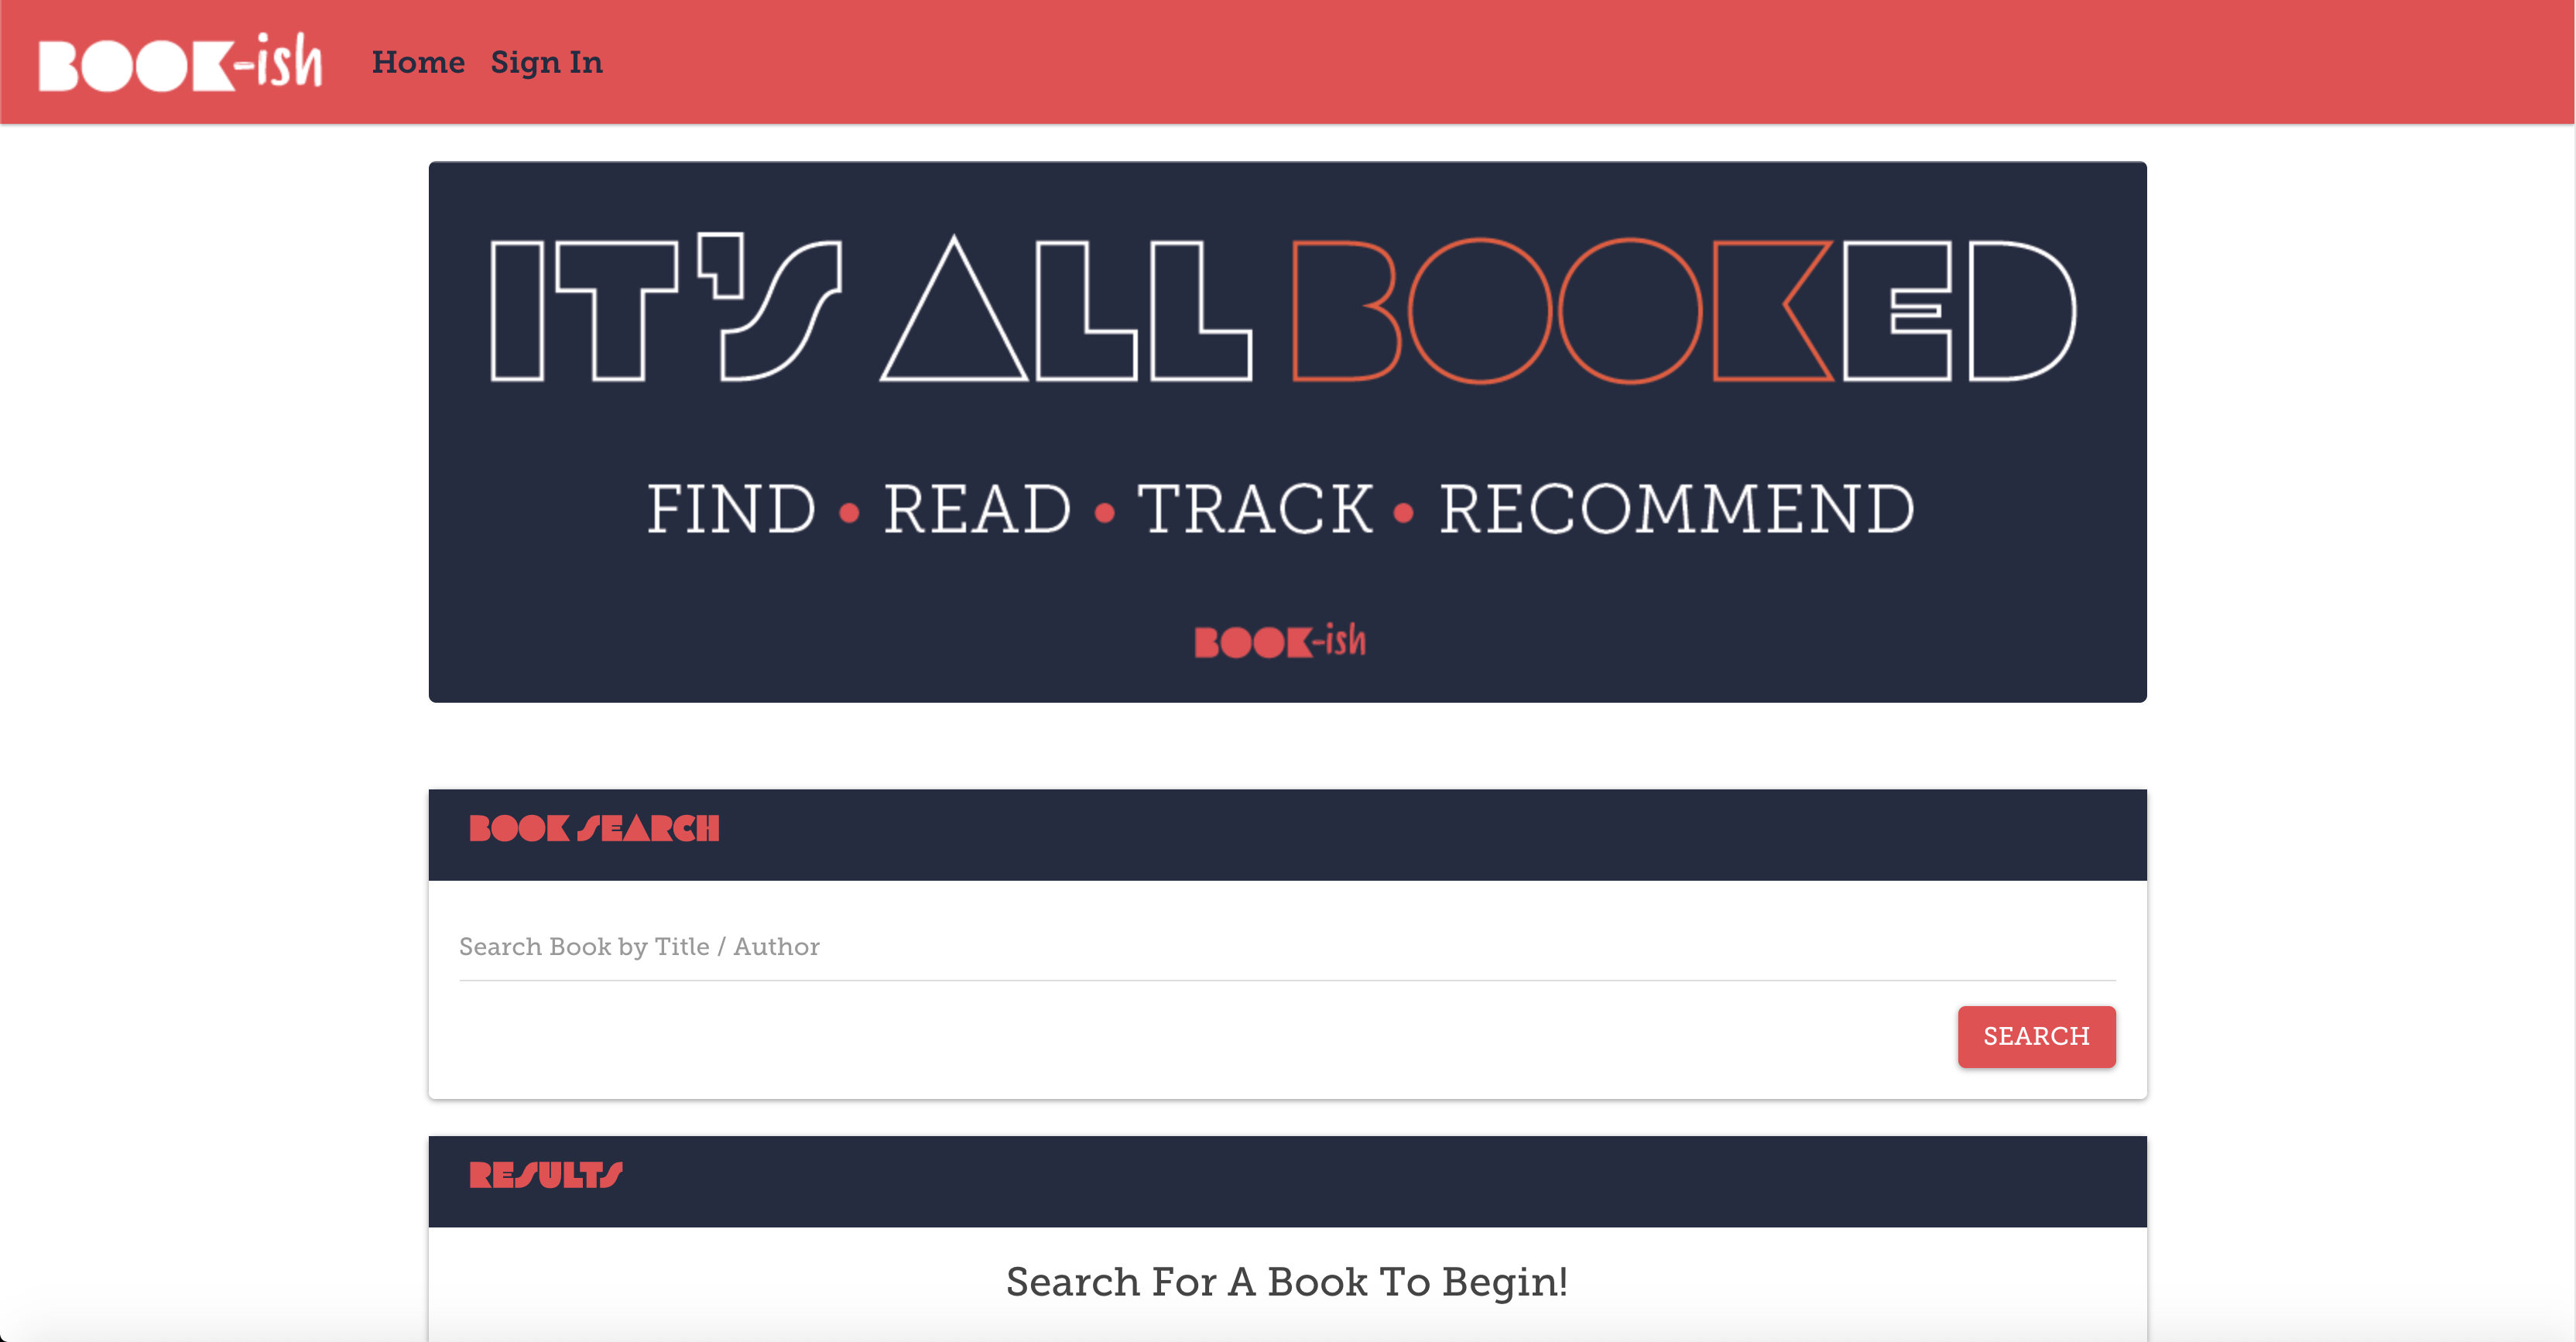 BOOK-ish Home Sign In
IT'S ALL BOOKED
FIND • READ • TRACK • RECOMMEND
BOOK-ish
BOOK SEARCH
Search Book by Title / Author
SEARCH
RESULTS
Search For A Book To Begin!